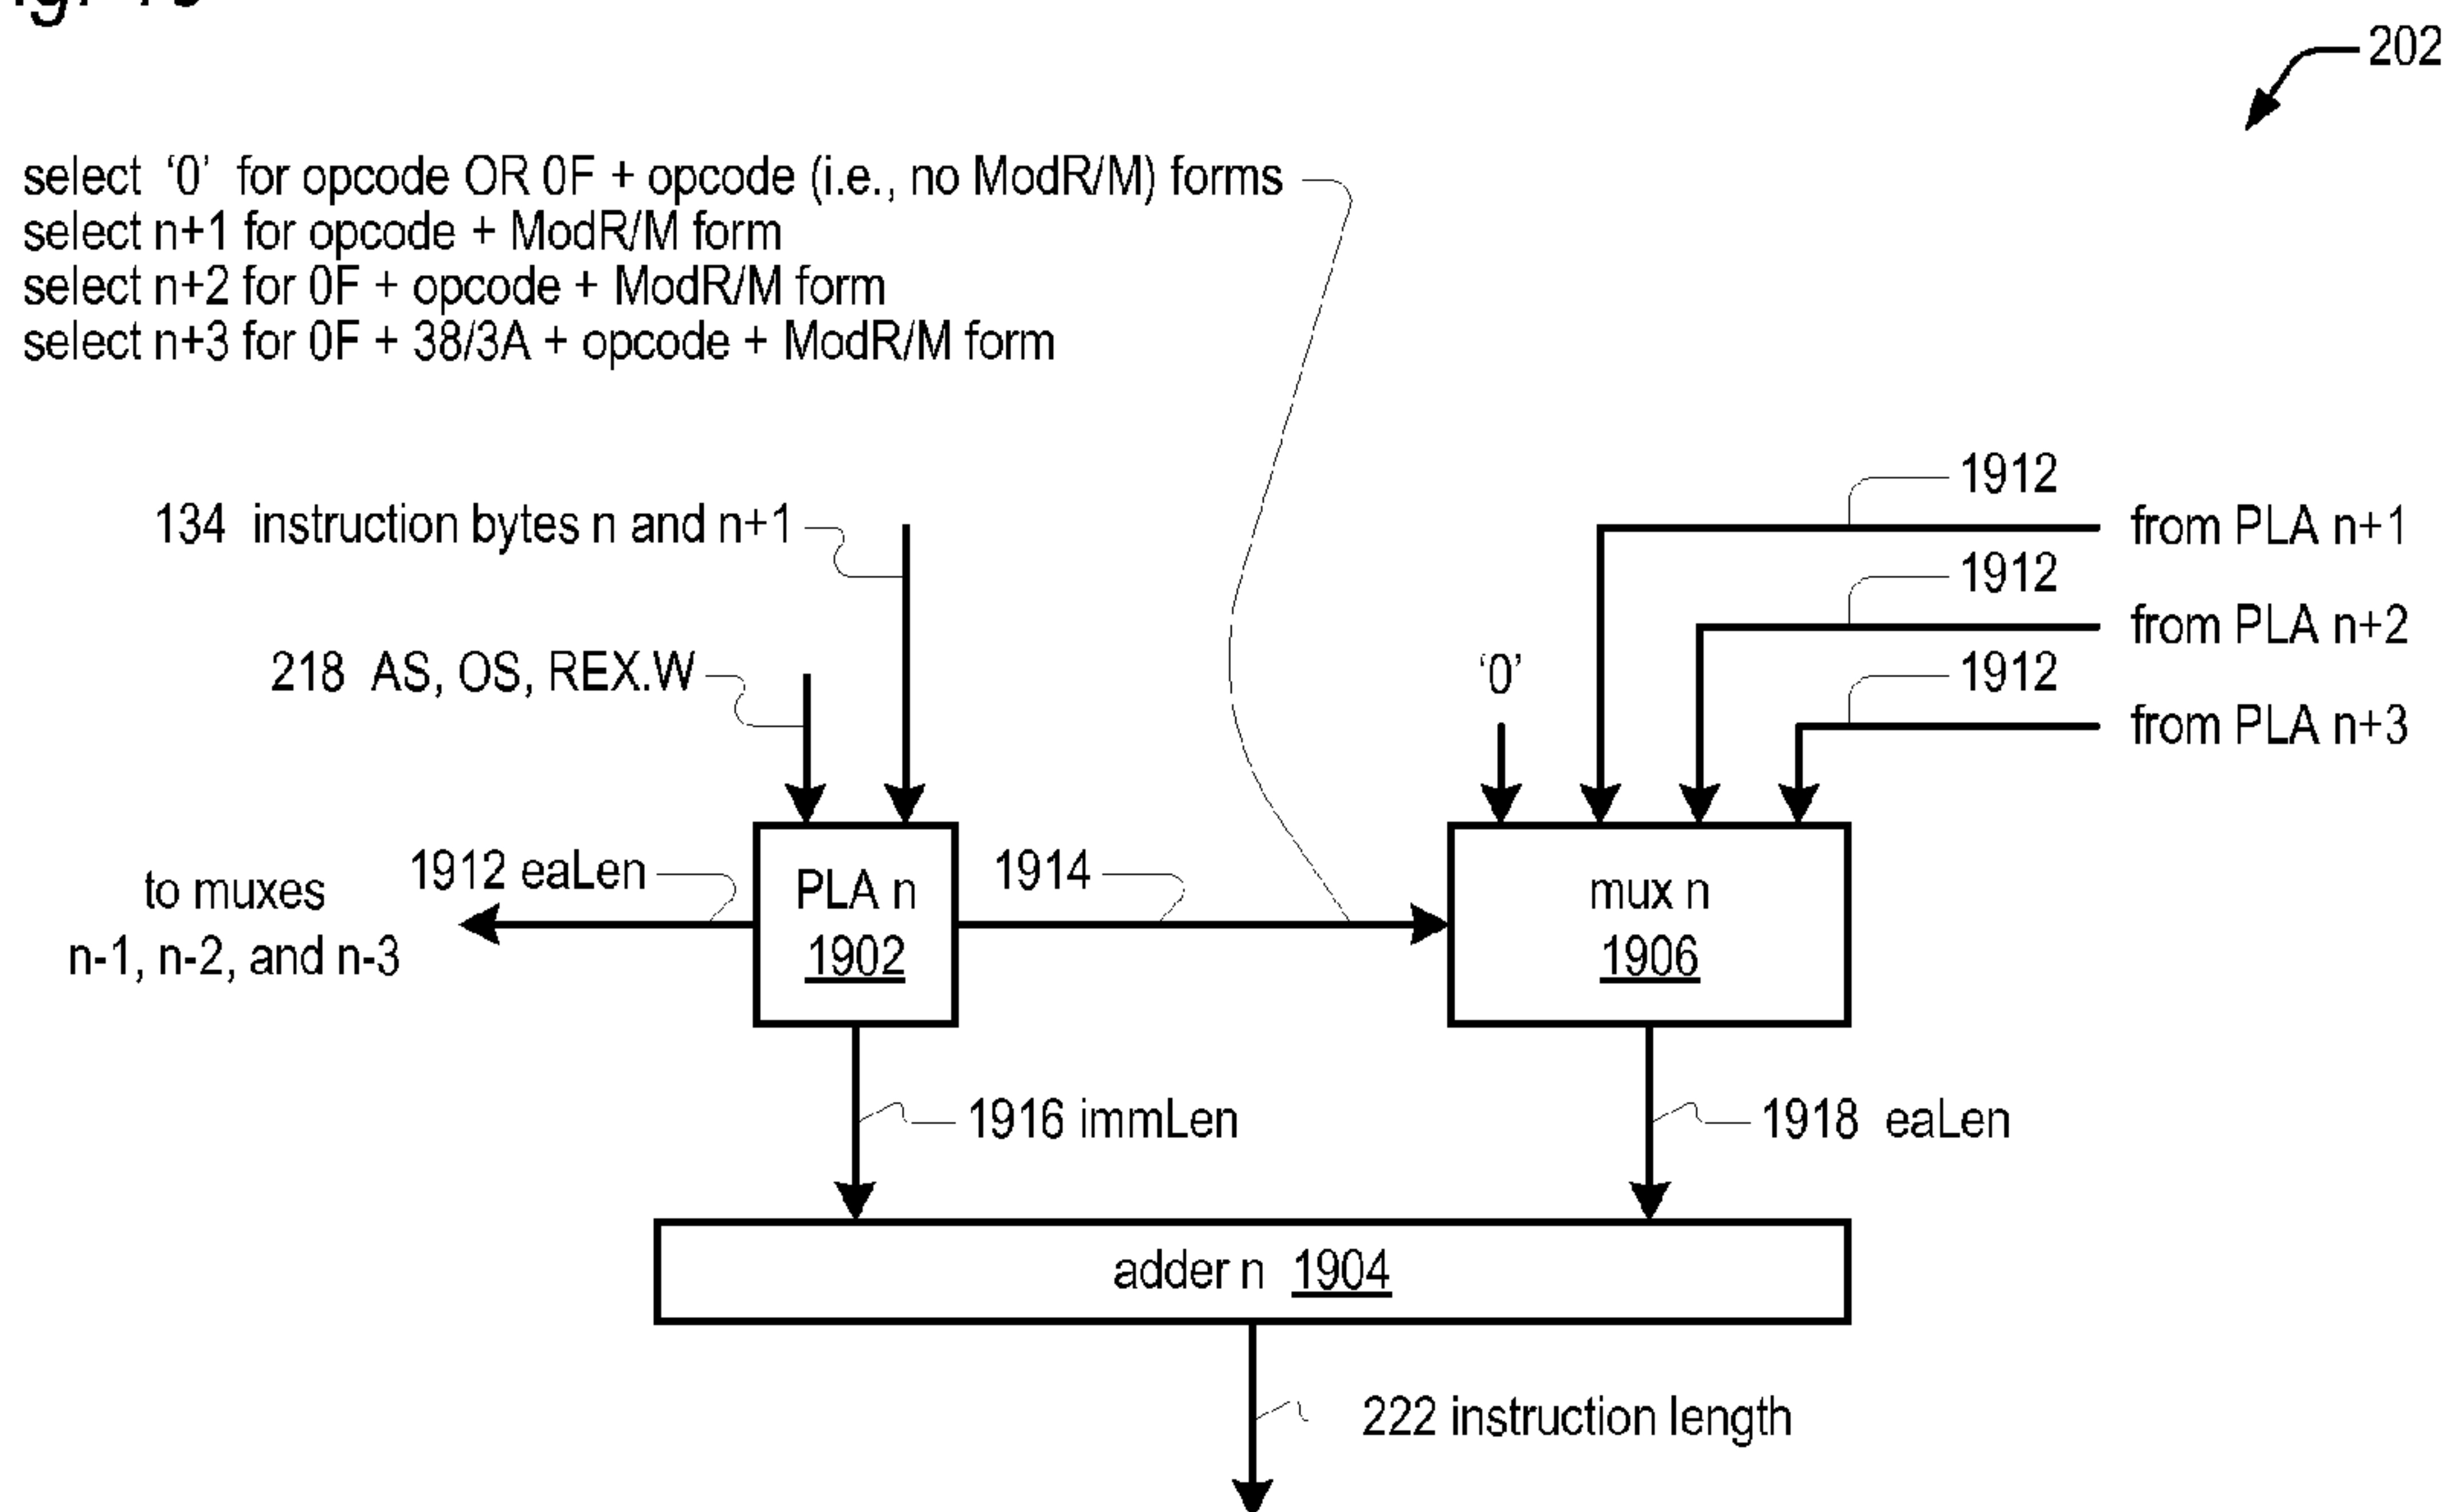 202
select '0' for opcode OR 0F + opcode (i.e., no ModR/M) forms
select n+1 for opcode + ModR/M form
select n+2 for 0F + opcode + ModR/M form
select n+3 for 0F + 38/3A + opcode + ModR/M form
1912
134 instruction bytes n and n+1
from PLA n+1
1912
from PLA n+2
218 AS, OS, REX.W
'0'
1912
from PLA n+3
to muxes
n-1, n-2, and n-3
1912 eaLen
PLA n
1902
1914
mux n
1906
1916 immLen
1918 eaLen
adder n 1904
222 instruction length